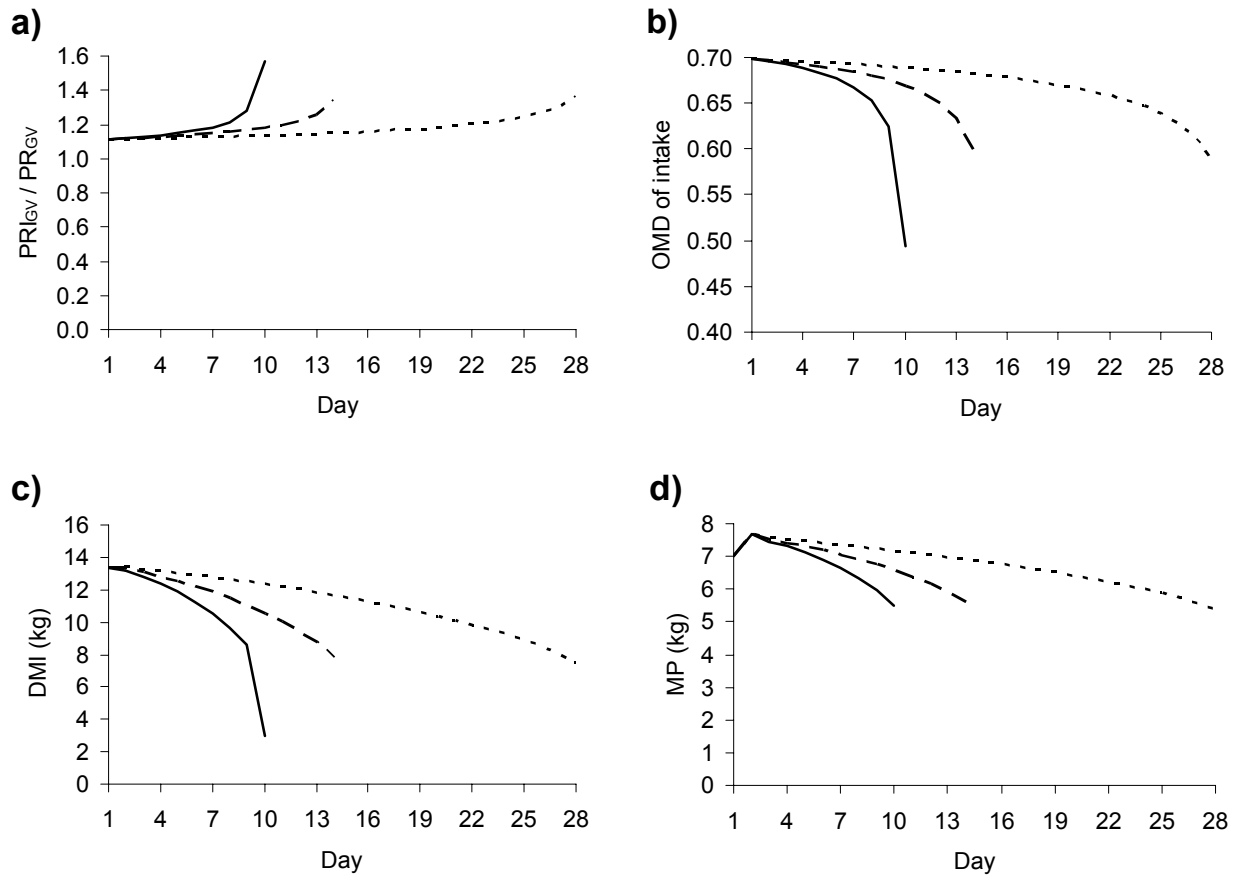 a)
PRIGV / PRGV
1.6
1.4
1.2
1.0
0.8
0.6
0.4
0.2
0.0
1 4 7 10 13 16 19 22 25 28
Day
b)
OMD of intake
0.70
0.65
0.60
0.55
0.50
0.45
0.40
1 4 7 10 13 16 19 22 25 28
Day
c)
DMI (kg)
16
14
12
10
8
6
4
2
0
1 4 7 10 13 16 19 22 25 28
Day
d)
MP (kg)
8
7
6
5
4
3
2
1
0
1 4 7 10 13 16 19 22 25 28
Day